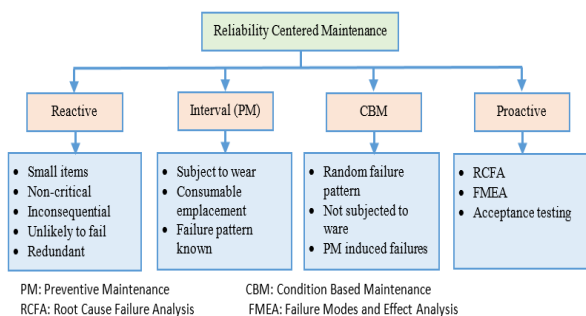 Reliability Centered Maintenance
Reactive
Interval (PM)
CBM
Proactive
• Small items
• Non-critical
• Inconsequential
• Unlikely to fail
• Redundant
• Subject to wear
• Consumable
emplacement
• Failure pattern
known
• Random failure
pattern
• Not subjected to
ware
• PM induced failures
• RCFA
• FMEA
• Acceptance testing
PM: Preventive Maintenance
CBM: Condition Based Maintenance
RCFA: Root Cause Failure Analysis
FMEA: Failure Modes and Effect Analysis